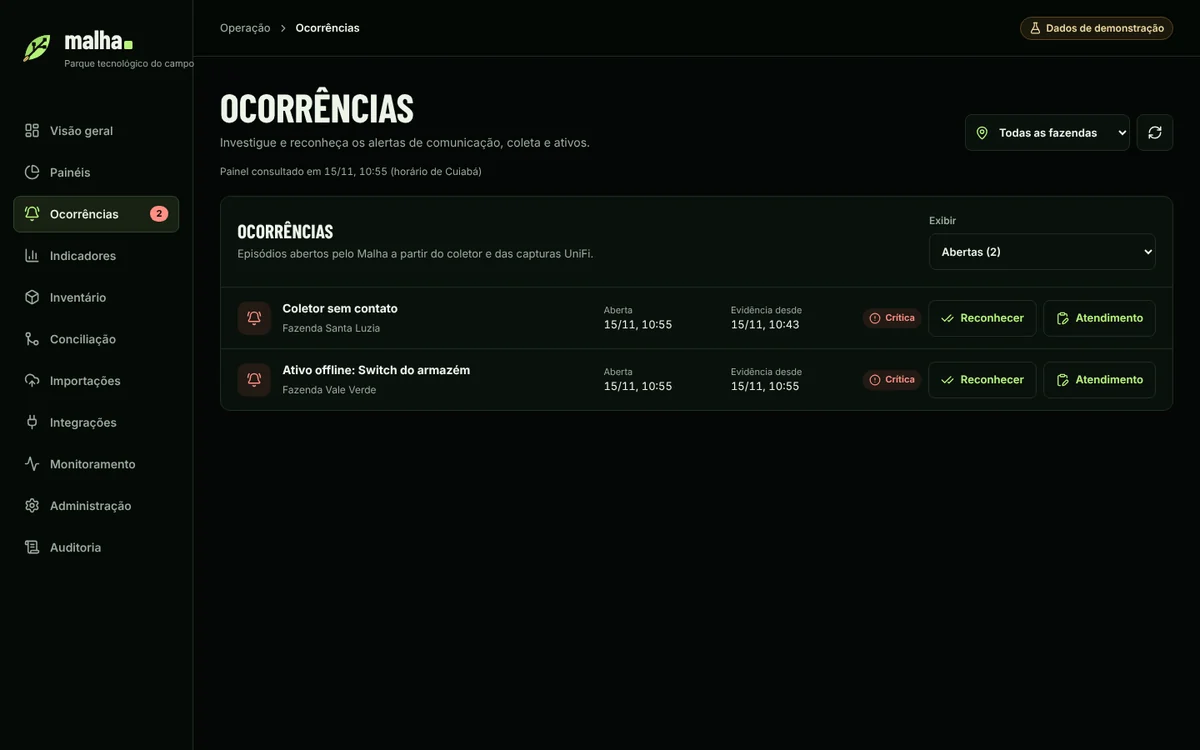 malha
Parque tecnológico do campo
Visão geral
Painéis
Ocorrências 2
Indicadores
Inventário
Conciliação
Importações
Integrações
Monitoramento
Administração
Auditoria
Operação > Ocorrências
Dados de demonstração
OCORRÊNCIAS
Investigue e reconheça os alertas de comunicação, coleta e ativos.
Painel consultado em 15/11, 10:55 (horário de Cuiabá)
Todas as fazendas
OCORRÊNCIAS
Episódios abertos pelo Malha a partir do coletor e das capturas UniFi.
Exibir
Abertas (2)
Coletor sem contato
Fazenda Santa Luzia
Aberta
15/11, 10:55
Evidência desde
15/11, 10:43
Crítica
Reconhecer
Atendimento
Ativo offline: Switch do armazém
Fazenda Vale Verde
Aberta
15/11, 10:55
Evidência desde
15/11, 10:55
Crítica
Reconhecer
Atendimento